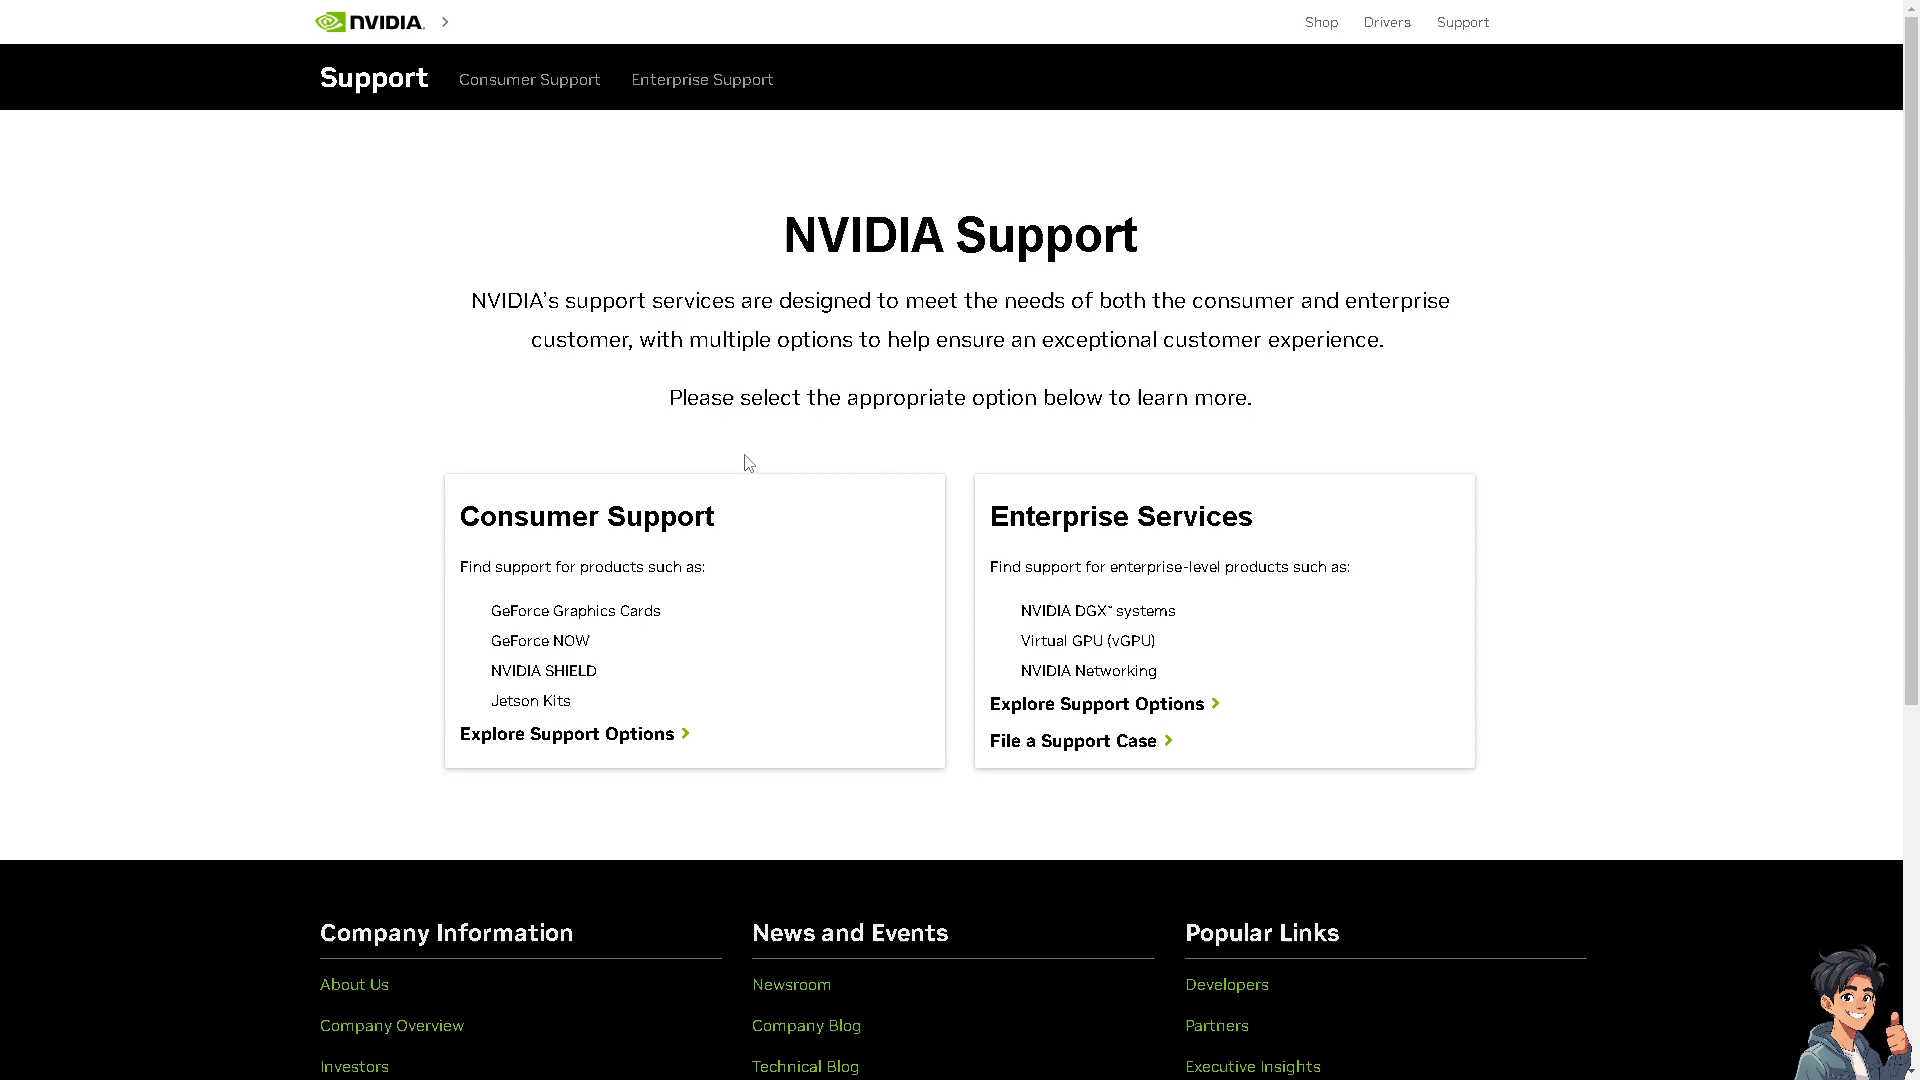 NVIDIA.
Shop Drivers Support
Support Consumer Support Enterprise Support
NVIDIA Support
NVIDIA’s support services are designed to meet the needs of both the consumer and enterprise
customer, with multiple options to help ensure an exceptional customer experience.
Please select the appropriate option below to learn more.
Consumer Support
Find support for products such as:
GeForce Graphics Cards
GeForce NOW
NVIDIA SHIELD
Jetson Kits
Explore Support Options
Enterprise Services
Find support for enterprise-level products such as:
NVIDIA DGX™ systems
Virtual GPU (vGPU)
NVIDIA Networking
Explore Support Options
File a Support Case
Company Information
About Us
Company Overview
Investors
News and Events
Newsroom
Company Blog
Technical Blog
Popular Links
Developers
Partners
Executive Insights